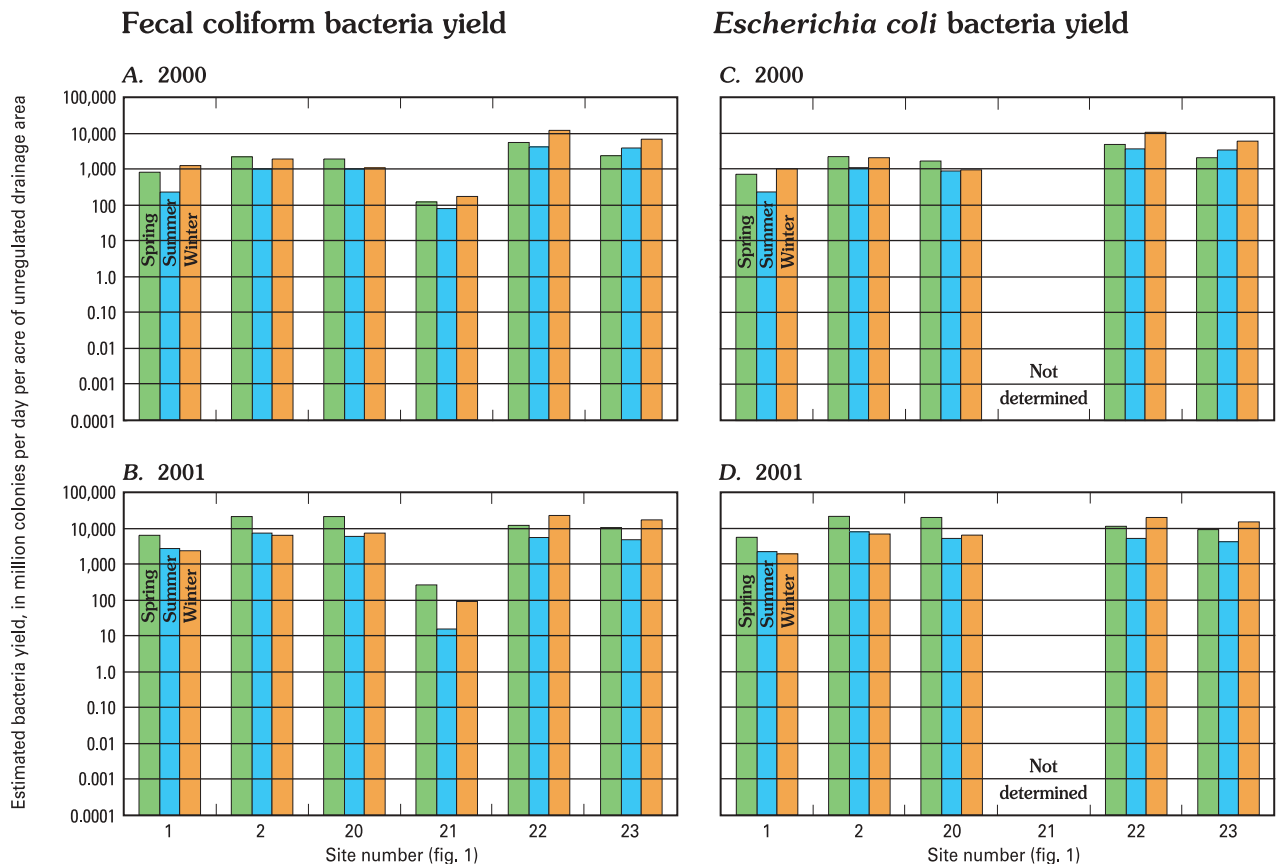 Fecal coliform bacteria yield
Escherichia coli bacteria yield
Estimated bacteria yield, in million colonies per day per acre of unregulated drainage area
A. 2000
100,000
10,000
1,000
100
10
1.0
0.10
0.01
0.001
0.0001
Spring
Summer
Winter
C. 2000
Spring
Summer
Winter
Not
determined
B. 2001
100,000
10,000
1,000
100
10
1.0
0.10
0.01
0.001
0.0001
Spring
Summer
Winter
1 2 20 21 22 23
Site number (fig. 1)
D. 2001
Spring
Summer
Winter
Not
determined
1 2 20 21 22 23
Site number (fig. 1)